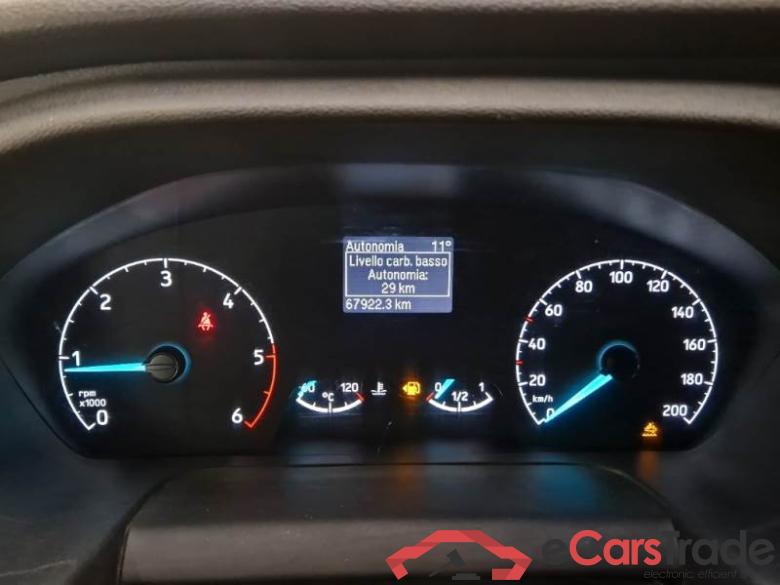 Autonomia 11°
Livello carb. basso
Autonomia:
29 km
67922.3 km
0 1 2 3 4 5 6
rpm
x1000
60 120
°C
0 1/2 1
0 20 40 60 80 100 120 140 160 180 200
km/h
eCarsTrade
electronic, efficient